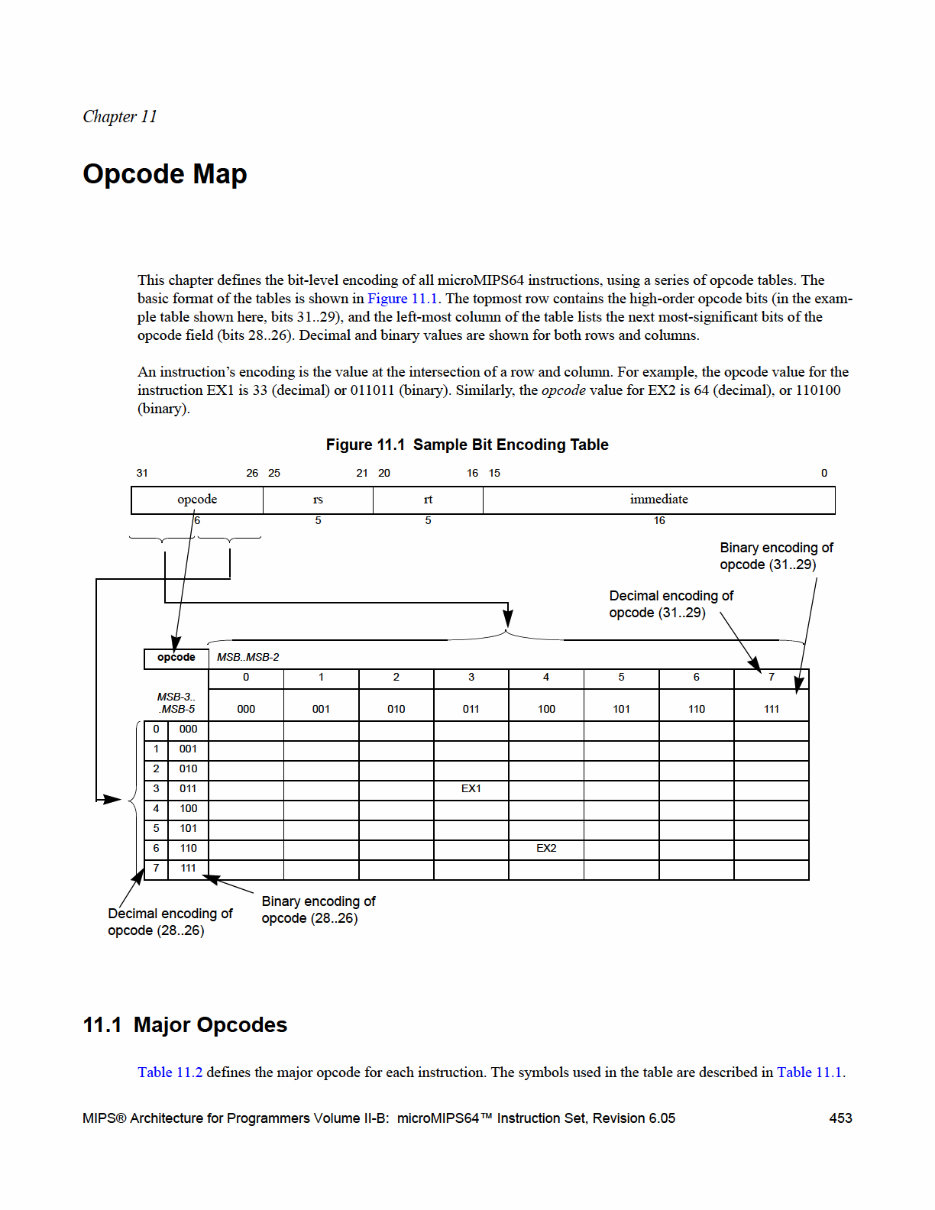 Chapter 11
Opcode Map
This chapter defines the bit-level encoding of all microMIPS64 instructions, using a series of opcode tables. The
basic format of the tables is shown in Figure 11.1. The topmost row contains the high-order opcode bits (in the exam-
ple table shown here, bits 31..29), and the left-most column of the table lists the next most-significant bits of the
opcode field (bits 28..26). Decimal and binary values are shown for both rows and columns.
An instruction’s encoding is the value at the intersection of a row and column. For example, the opcode value for the
instruction EX1 is 33 (decimal) or 011011 (binary). Similarly, the opcode value for EX2 is 64 (decimal), or 110100
(binary).
Figure 11.1 Sample Bit Encoding Table
31 26 25 21 20 16 15 0
opcode rs rt immediate
6 5 5 16
Binary encoding of
opcode (31..29)
Decimal encoding of
opcode (31..29)
opcode MSB..MSB-2
0 1 2 3 4 5 6 7
MSB-3..
.MSB-5 000 001 010 011 100 101 110 111
0 000
1 001
2 010
3 011 EX1
4 100
5 101
6 110 EX2
7 111
Decimal encoding of
opcode (28..26)
Binary encoding of
opcode (28..26)
11.1 Major Opcodes
Table 11.2 defines the major opcode for each instruction. The symbols used in the table are described in Table 11.1.
MIPS® Architecture for Programmers Volume II-B: microMIPS64™ Instruction Set, Revision 6.05 453